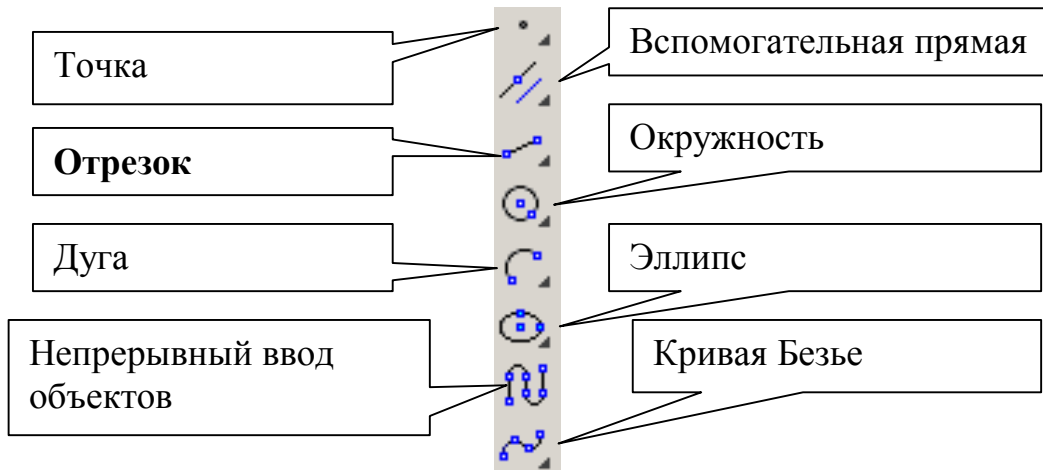 Точка
Вспомогательная прямая
Отрезок
Окружность
Дуга
Эллипс
Непрерывный ввод
объектов
Кривая Безье